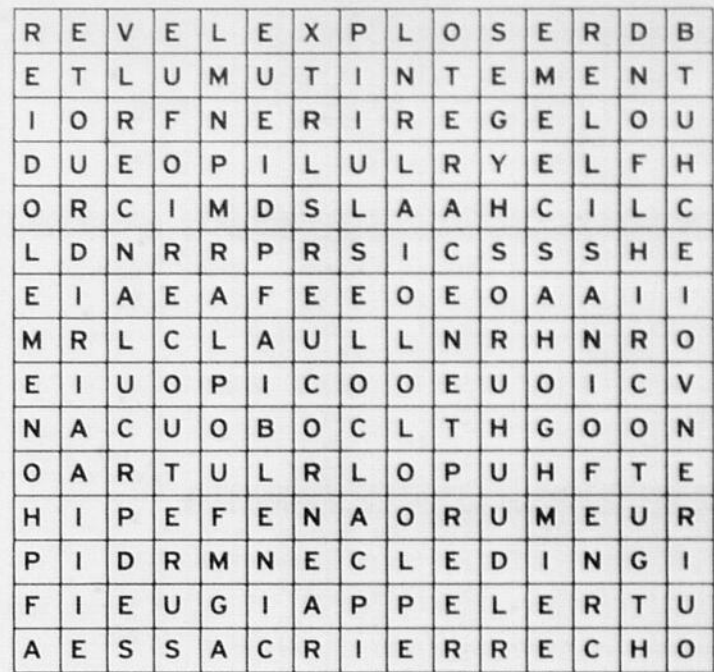 R E V E L E X P L O S E R D B
E T L U M U T I N T E M E N T
I O R F N E R I R E G E L O U
D U E O P I L U L R Y E L F H
O R C I M D S L A A H C I L C
L D N R R P R S I C S S S H E
E I A E A F E E O E O A A I I
M R L C L A U L L N R H N R O
E I U O P I C O O E U O I C V
N A C U O B O C L T H G O O N
O A R T U L R L O P U H F T E
H I P E F E N A O R U M E U R
P I D R M N E C L E D I N G I
F I E U G I A P P E L E R T U
A E S S A C R I E R R E C H O